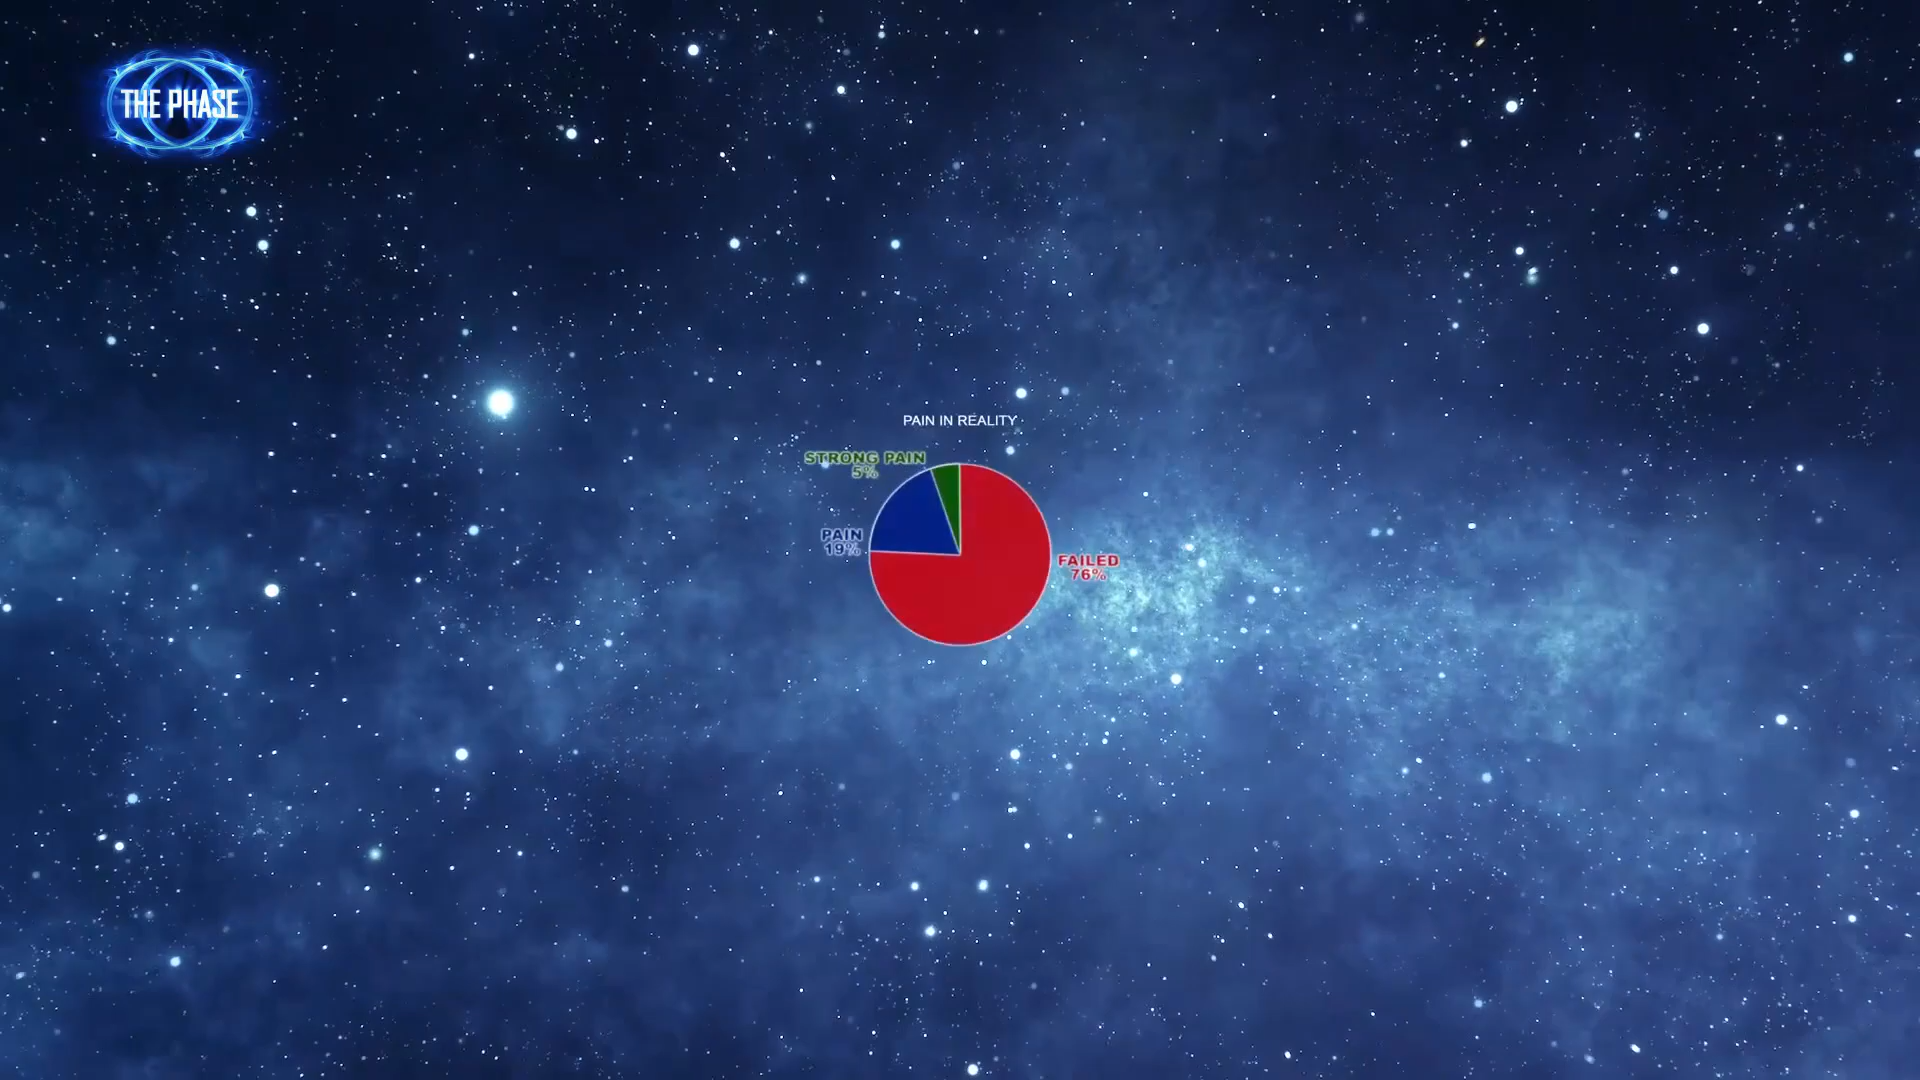 THE PHASE
PAIN IN REALITY
STRONG PAIN
5%
PAIN
19%
FAILED
76%